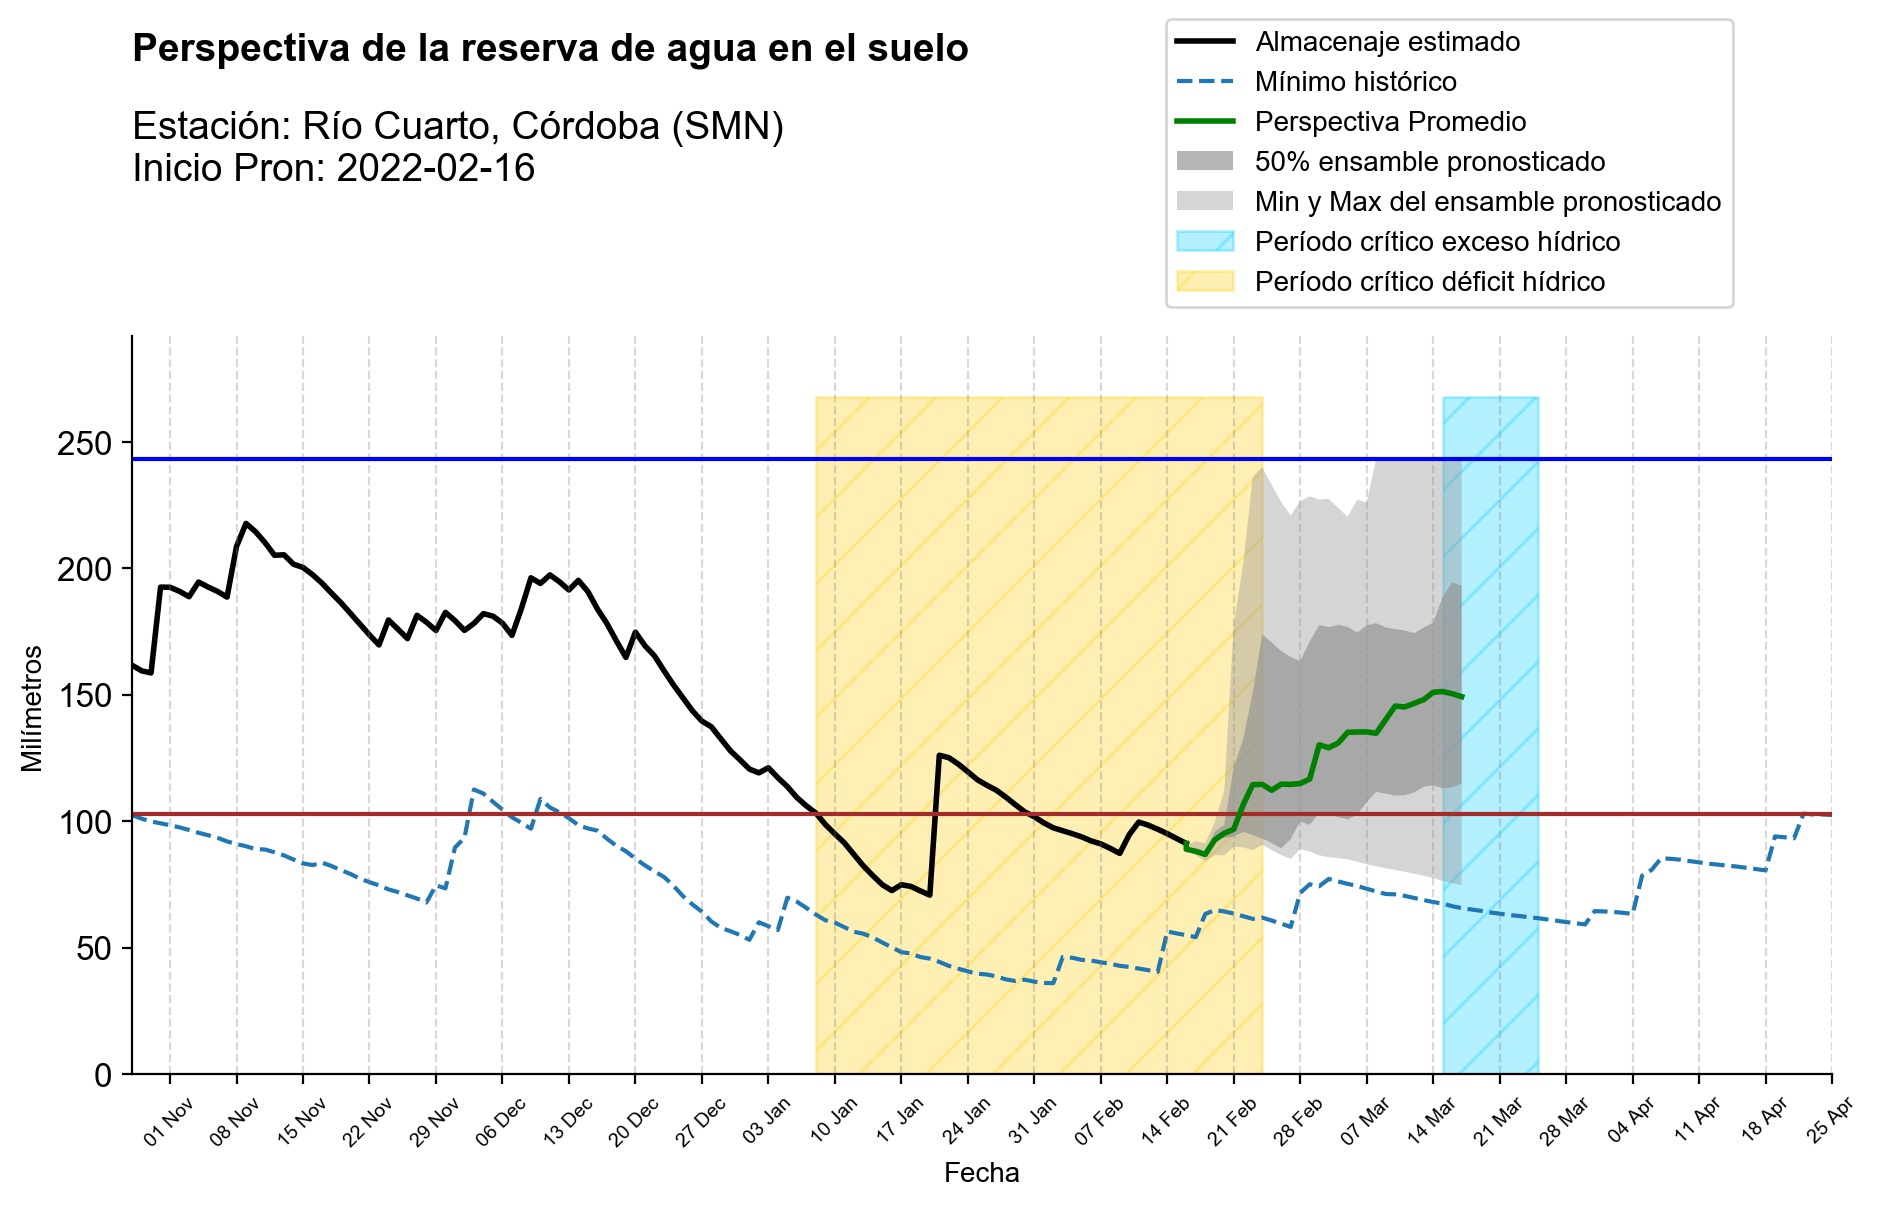 Perspectiva de la reserva de agua en el suelo
Estación: Río Cuarto, Córdoba (SMN)
Inicio Pron: 2022-02-16
Almacenaje estimado
Mínimo histórico
Perspectiva Promedio
50% ensamble pronosticado
Min y Max del ensamble pronosticado
Período crítico exceso hídrico
Período crítico déficit hídrico
250
200
150
100
50
0
Milímetros
01 Nov
08 Nov
15 Nov
22 Nov
29 Nov
06 Dec
13 Dec
20 Dec
27 Dec
03 Jan
10 Jan
17 Jan
24 Jan
31 Jan
07 Feb
14 Feb
21 Feb
28 Feb
07 Mar
14 Mar
21 Mar
28 Mar
04 Apr
11 Apr
18 Apr
25 Apr
Fecha